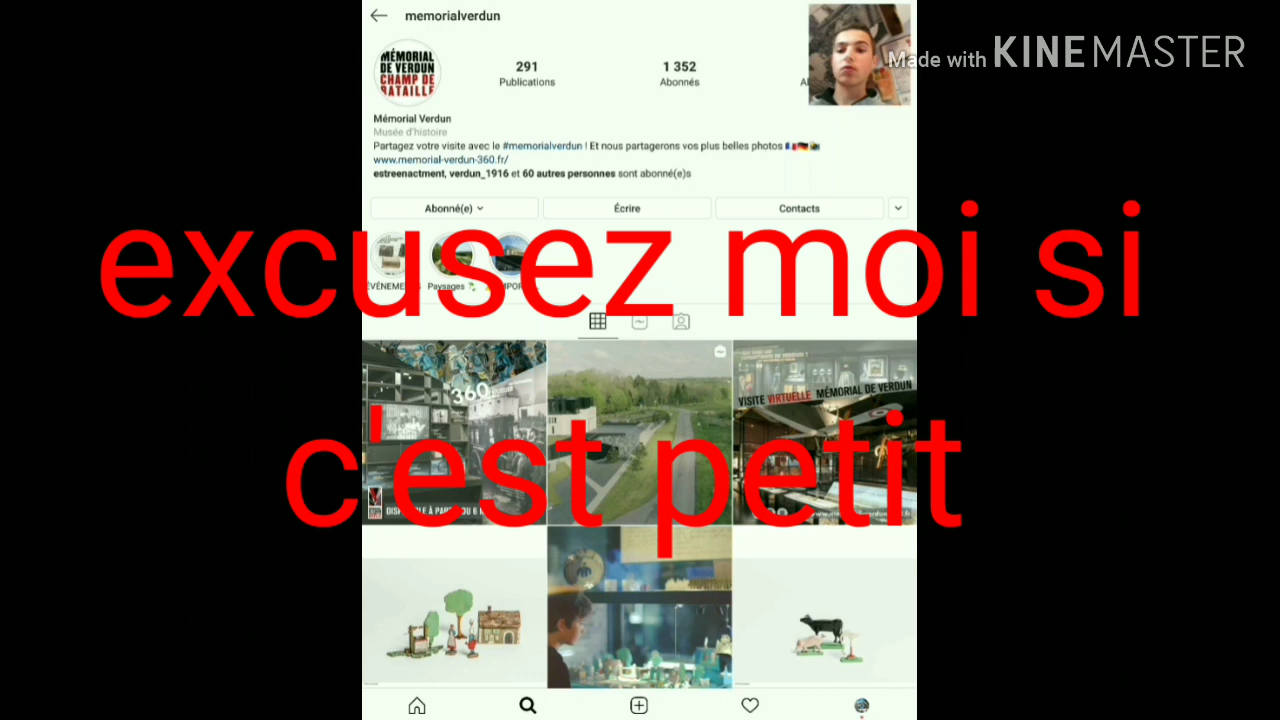 memorialverdun
Made with KINEMASTER
MÉMORIAL
DE VERDUN
CHAMP DE
BATAILLE
291
Publications
1 352
Abonnés
Mémorial Verdun
Musée d'histoire
Partagez votre visite avec le #memorialverdun ! Et nous partagerons vos plus belles photos
www.memorial-verdun-360.fr/
estreenactment, verdun_1916 et 60 autres personnes sont abonné(e)s
Abonné(e)
Écrire
Contacts
excusez moi si
Paysages
360
VISITE VIRTUELLE MÉMORIAL DE VERDUN
c'est petit